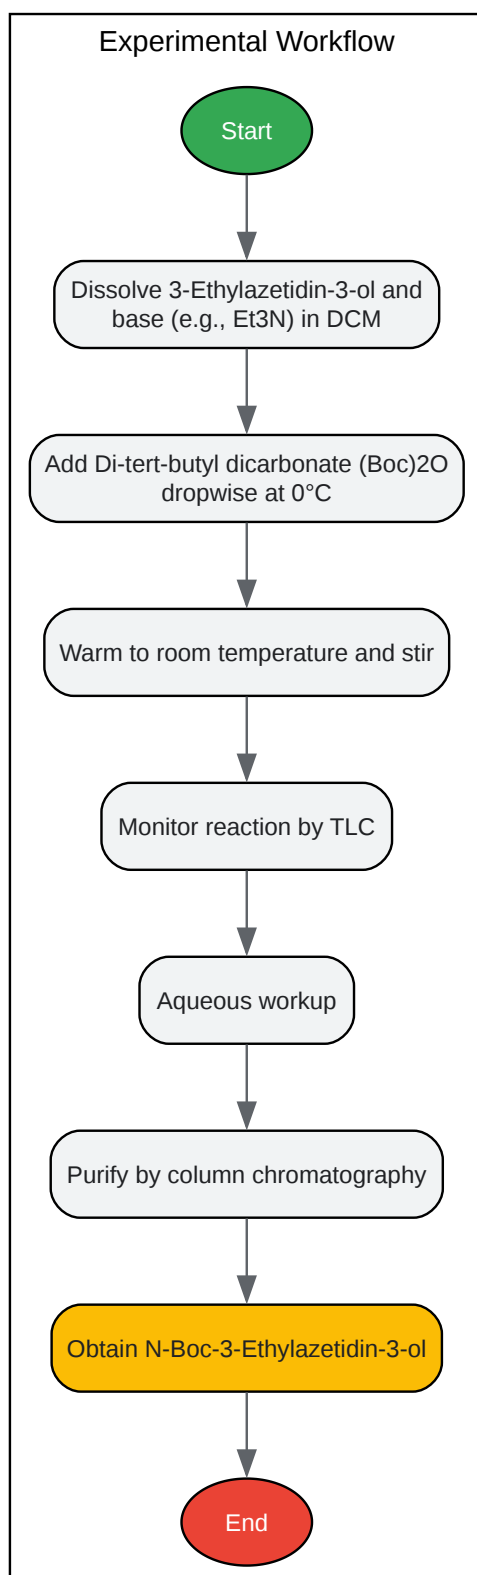 Experimental Workflow
Start
Dissolve 3-Ethylazetidin-3-ol and
base (e.g., Et3N) in DCM
Add Di-tert-butyl dicarbonate (Boc)2O
dropwise at 0°C
Warm to room temperature and stir
Monitor reaction by TLC
Aqueous workup
Purify by column chromatography
Obtain N-Boc-3-Ethylazetidin-3-ol
End